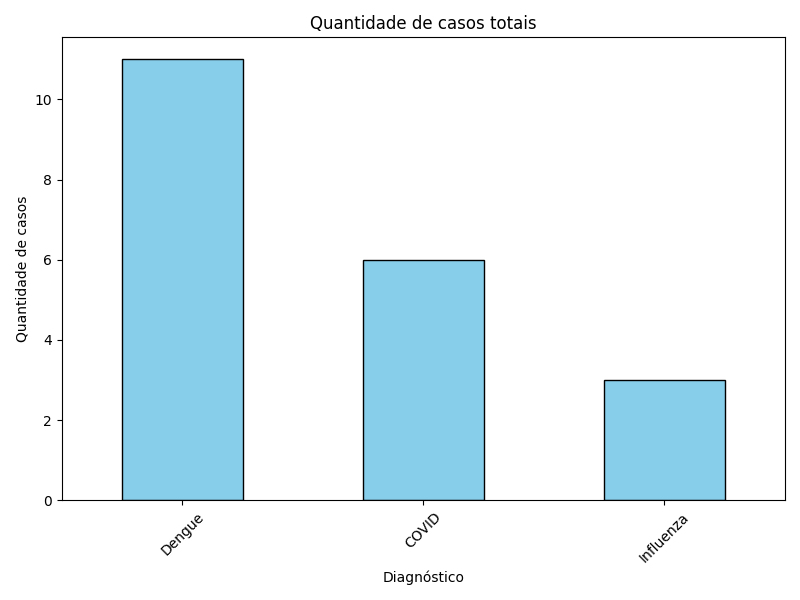 Quantidade de casos totais
Quantidade de casos
10
8
6
4
2
0
Dengue
COVID
Influenza
Diagnóstico